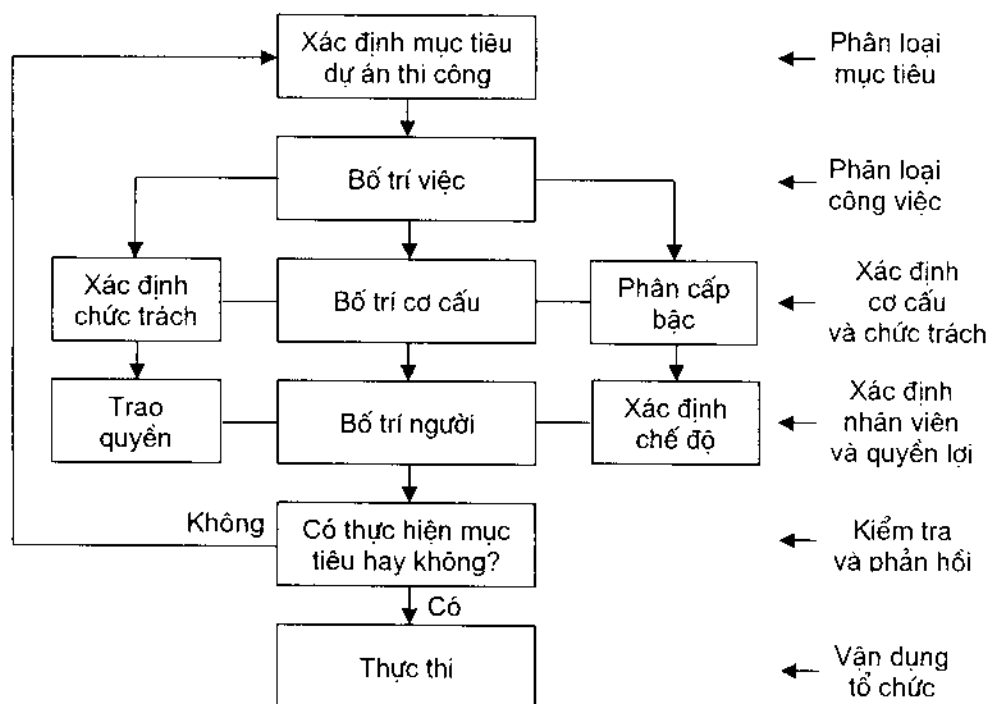 Xác định mục tiêu
dự án thi công
Phân loại
mục tiêu
Bố trí việc
Phân loại
công việc
Xác định
chức trách
Bố trí cơ cấu
Phân cấp
bậc
Xác định
cơ cấu
và chức trách
Trao
quyền
Bố trí người
Xác định
chế độ
Xác định
nhân viên
và quyền lợi
Không
Có thực hiện mục
tiêu hay không?
Kiểm tra
và phản hồi
Có
Thực thi
Vận dụng
tổ chức